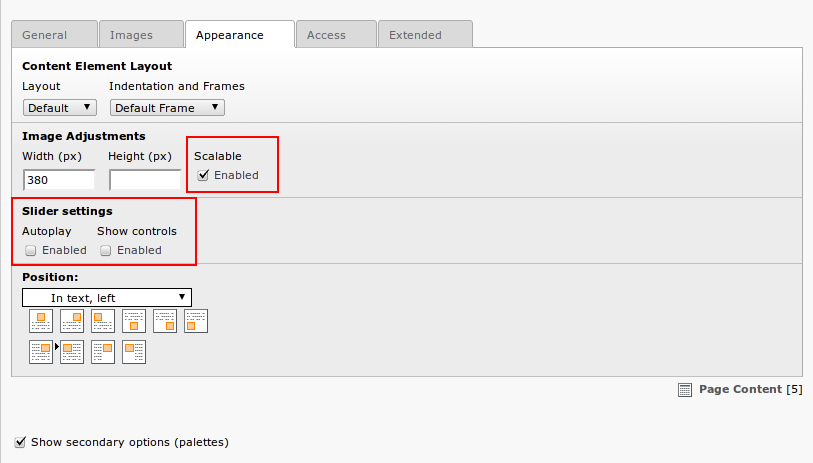 General Images Appearance Access Extended
Content Element Layout
Layout Indentation and Frames
Default Default Frame
Image Adjustments
Width (px) Height (px) Scalable
380 Enabled
Slider settings
Autoplay Show controls
Enabled Enabled
Position:
In text, left
Page Content [5]
Show secondary options (palettes)